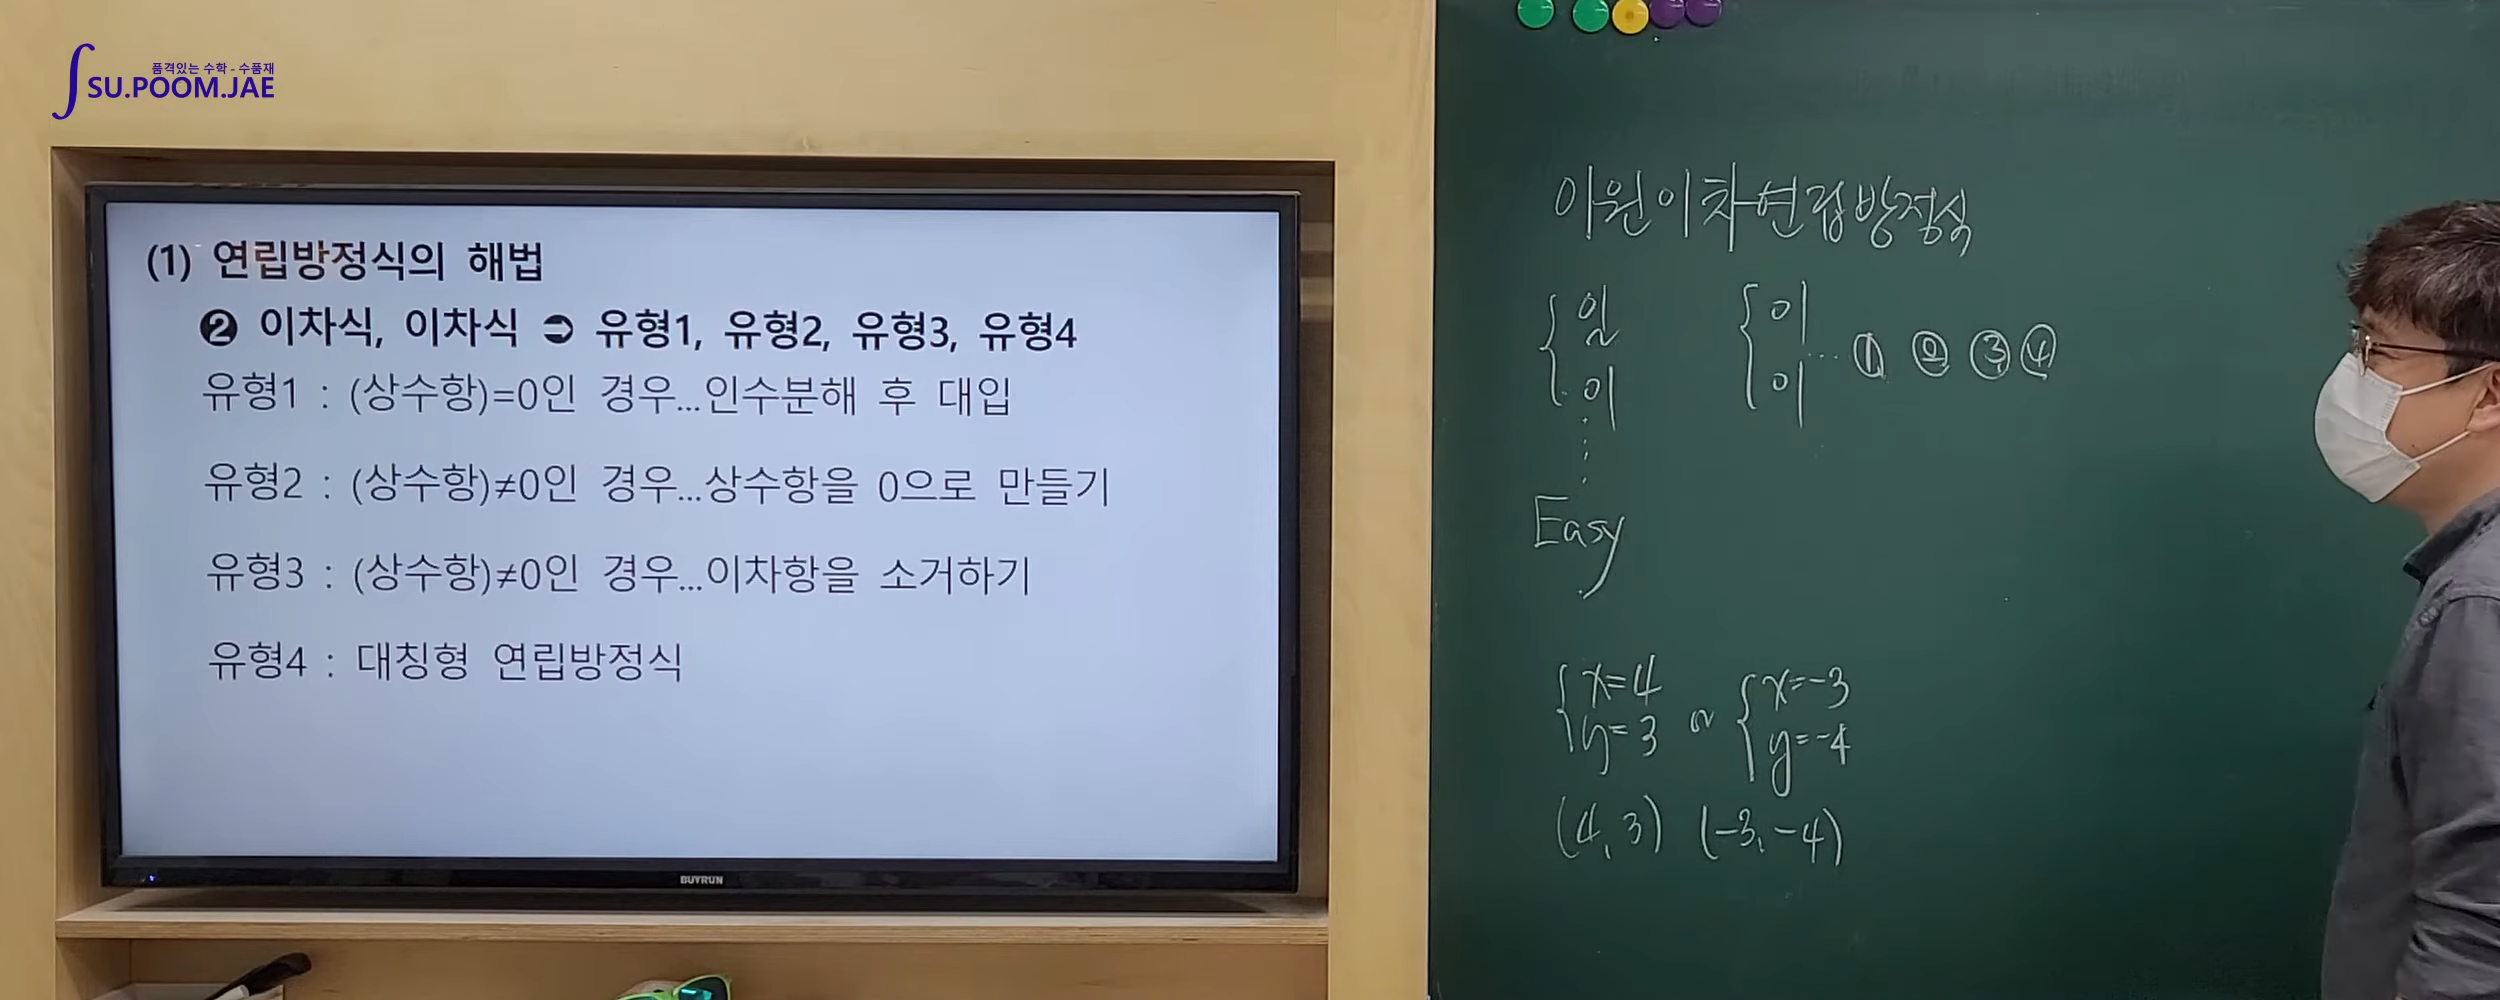 품격있는 수학 - 수품재
SU.POOM.JAE
(1) 연립방정식의 해법
❷ 이차식, 이차식 ➲ 유형1, 유형2, 유형3, 유형4
유형1 : (상수항)=0인 경우...인수분해 후 대입
유형2 : (상수항)≠0인 경우...상수항을 0으로 만들기
유형3 : (상수항)≠0인 경우...이차항을 소거하기
유형4 : 대칭형 연립방정식
BUYRUN
이원이차연립방정식
{일 {이
이 이 ... ① ② ③ ④
Easy
{x=4 or {x=-3
y=3 y=-4
(4, 3) (-3, -4)